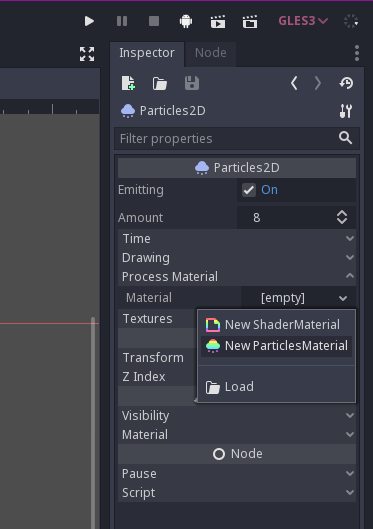 GLES3
Inspector
Node
Particles2D
Filter properties
Particles2D
Emitting
On
Amount
8
Time
Drawing
Process Material
Material
[empty]
Textures
New ShaderMaterial
New ParticlesMaterial
Transform
Z Index
Load
Visibility
Material
Node
Pause
Script